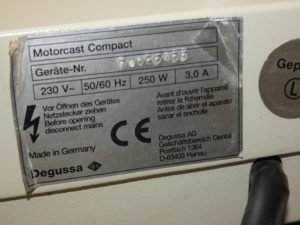 Motorcast Compact
Geräte-Nr.
230 V~ 50/60 Hz 250 W 3,0 A
Vor Öffnen des Gerätes
Netzstecker ziehen
Before opening
disconnect mains
Avant d'ouvrir l'appareil
retirez la fichemâle
Antes de abrir el aparato
sacar el enchufe
CE
Made in Germany
Degussa
Degussa AG
Geschäftsbereich Dental
Postfach 1364
D-63403 Hanau
Gep
L